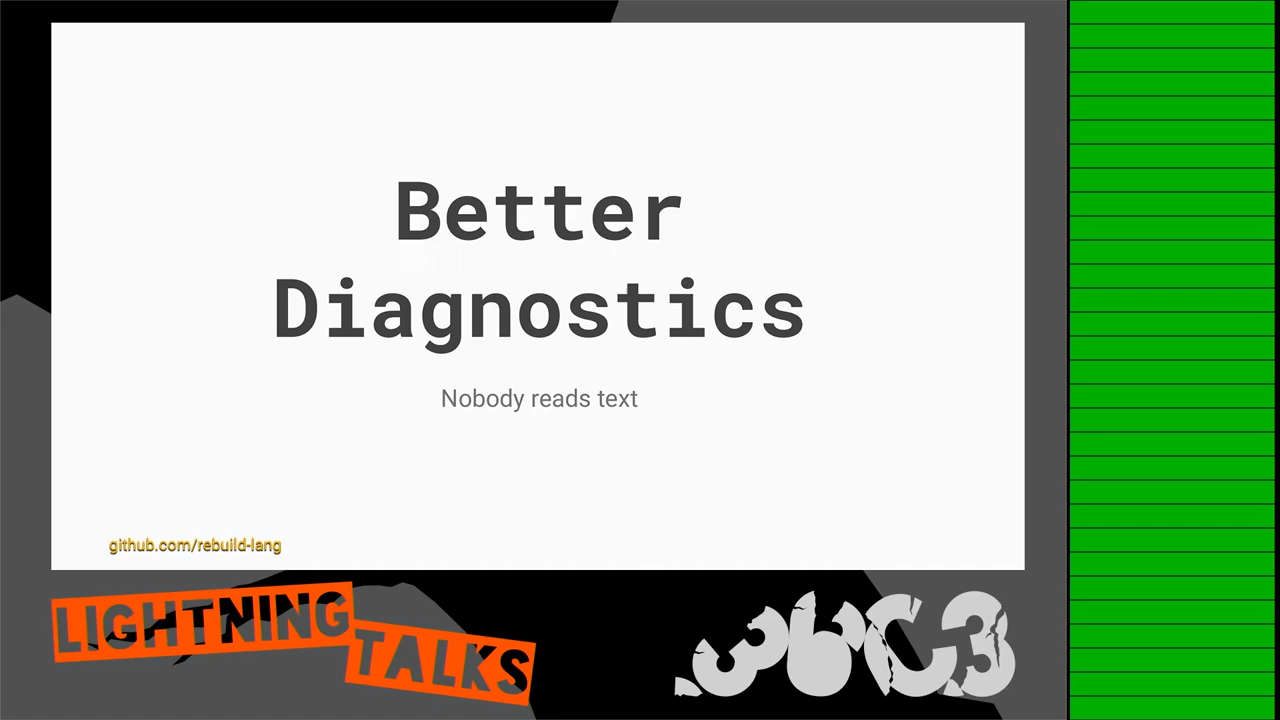 Better
Diagnostics
Nobody reads text
github.com/rebuild-lang
LIGHTNING
TALKS
36C3